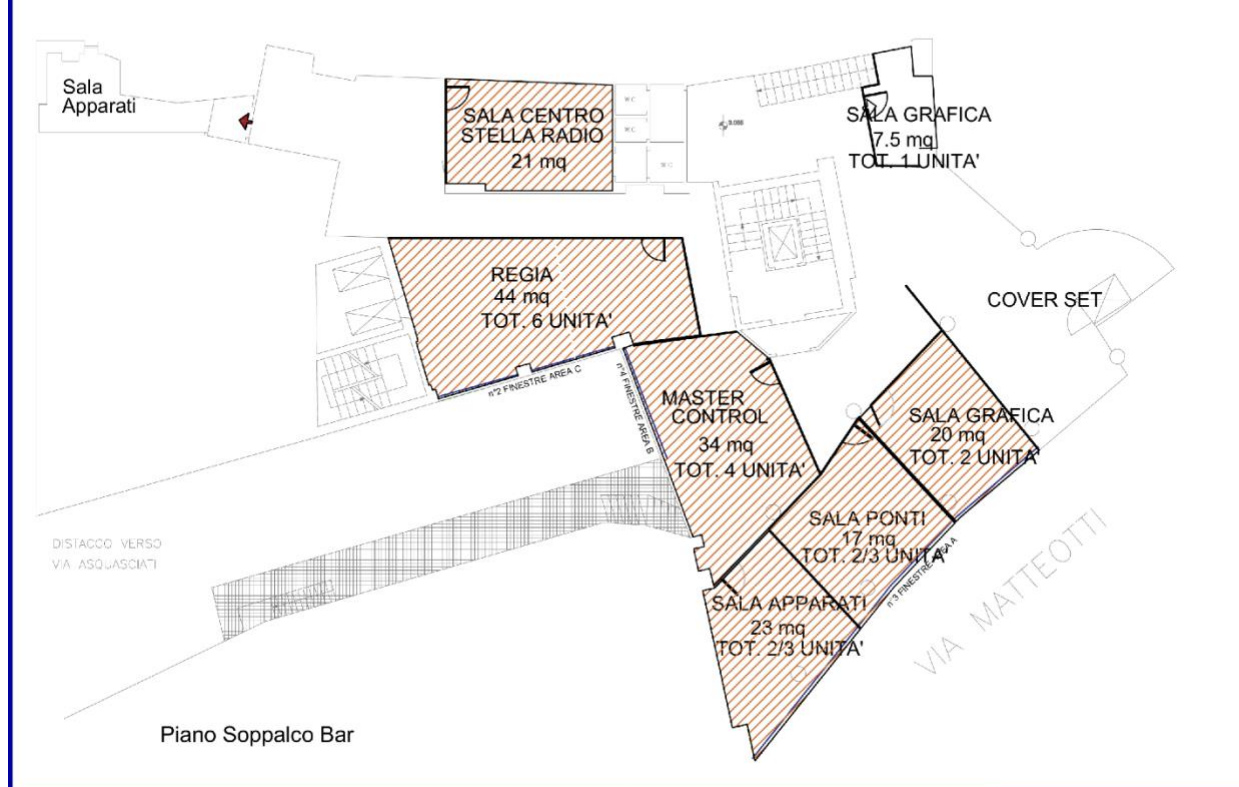 Sala
Apparati
SALA CENTRO
STELLA RADIO
21 mq
W.C.
W.C.
W.C.
SALA GRAFICA
7.5 mq
TOT. 1 UNITA'
REGIA
44 mq
TOT. 6 UNITA'
COVER SET
n°2 FINESTRE AREA C
n°4 FINESTRE AREA B
MASTER
CONTROL
34 mq
TOT. 4 UNITA'
SALA GRAFICA
20 mq
TOT. 2 UNITA'
SALA PONTI
17 mq
TOT. 2/3 UNITA'
n°3 FINESTRE AREA A
SALA APPARATI
23 mq
TOT. 2/3 UNITA'
VIA MATTEOTTI
DISTACCO VERSO
VIA ASQUASCIATI
Piano Soppalco Bar